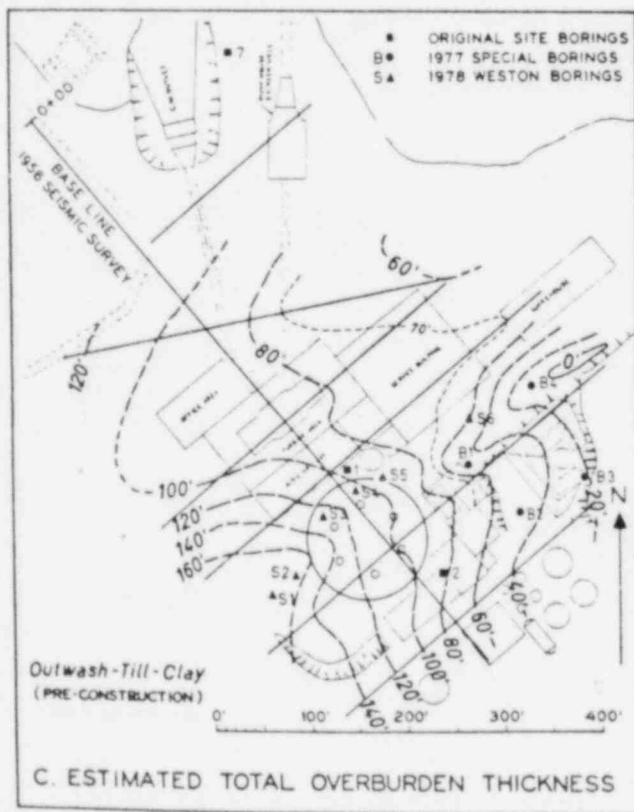 ■ ORIGINAL SITE BORINGS
B● 1977 SPECIAL BORINGS
S▲ 1978 WESTON BORINGS
7
0+00
BASE LINE
1958 SEISMIC SURVEY
60'
70'
80'
120'
0'
B4
S6
B1
B3
B2
20'
1
S5
S4
S3
100'
120'
140'
160'
S2
S1
2
40'
60'
80'
100'
120'
140'
N
Outwash-Till-Clay
(PRE-CONSTRUCTION)
0' 100' 200' 300' 400'
C. ESTIMATED TOTAL OVERBURDEN THICKNESS